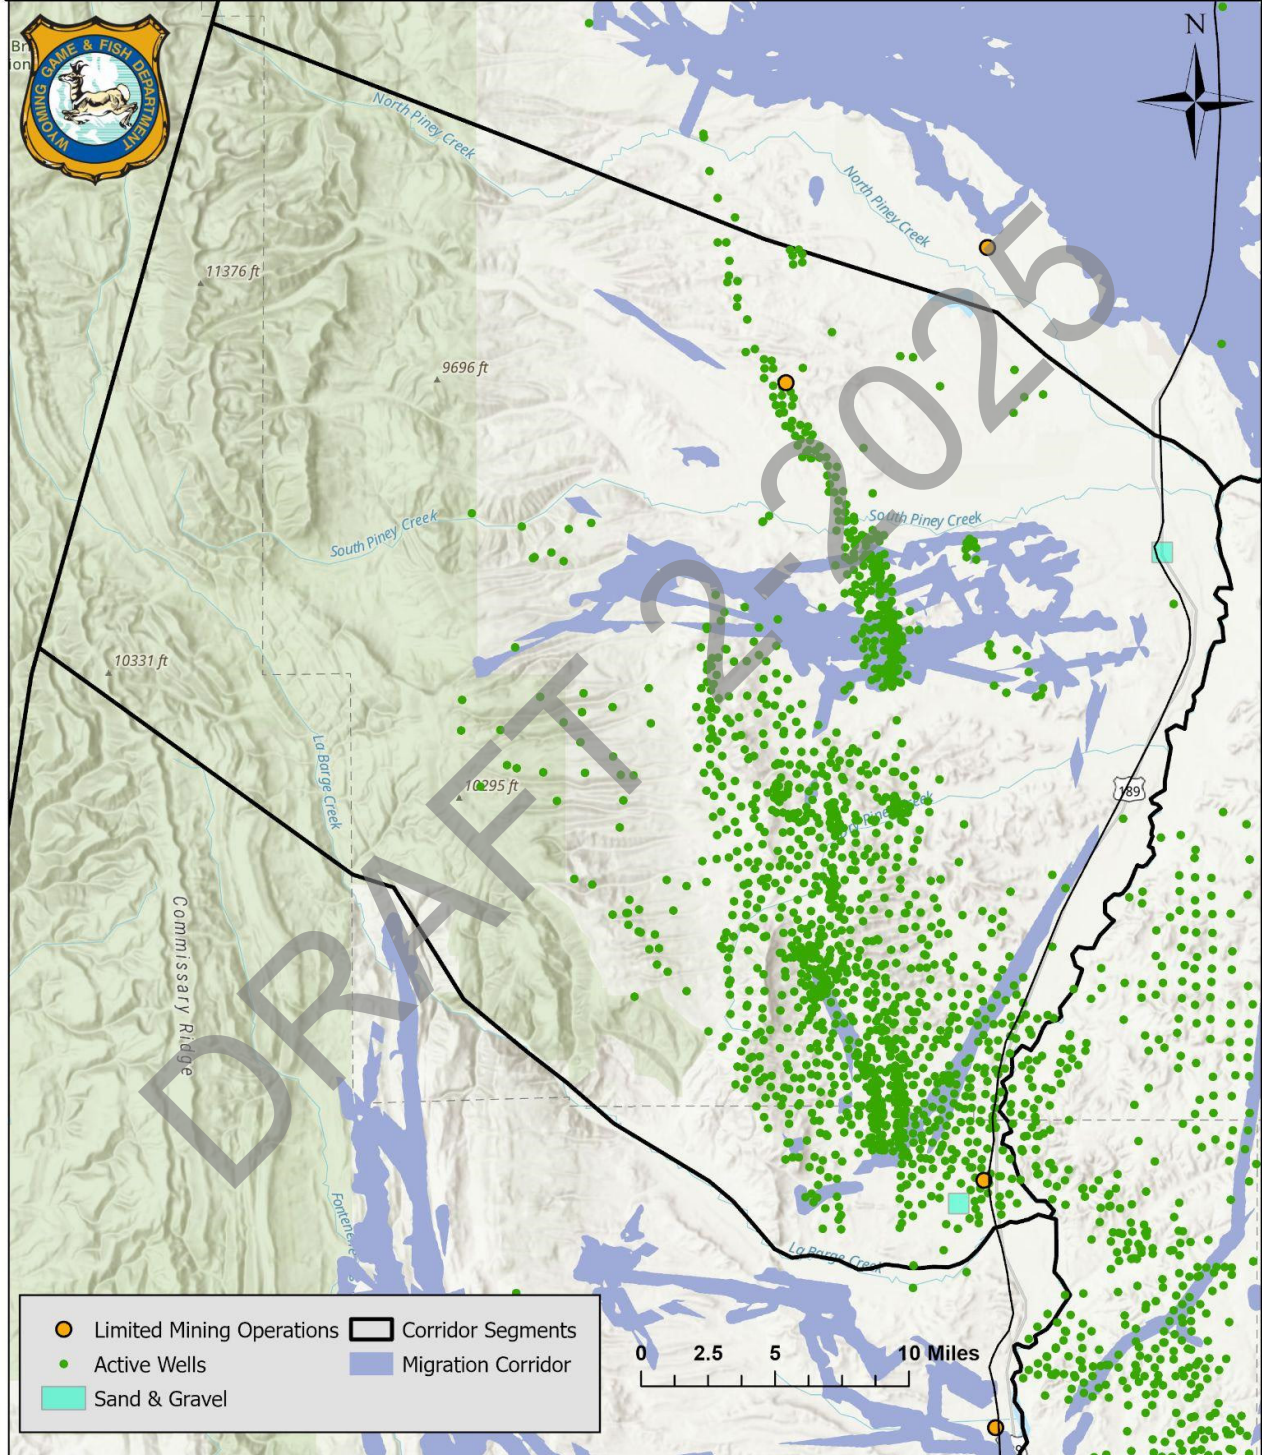 WYOMING GAME & FISH DEPARTMENT
N
North Piney Creek
North Piney Creek
11376 ft
9696 ft
South Piney Creek
South Piney Creek
10331 ft
La Barge Creek
10295 ft
189
Commissary Ridge
DRAFT 2-2025
La Barge Creek
Limited Mining Operations
Corridor Segments
Active Wells
Migration Corridor
Sand & Gravel
0 2.5 5 10 Miles